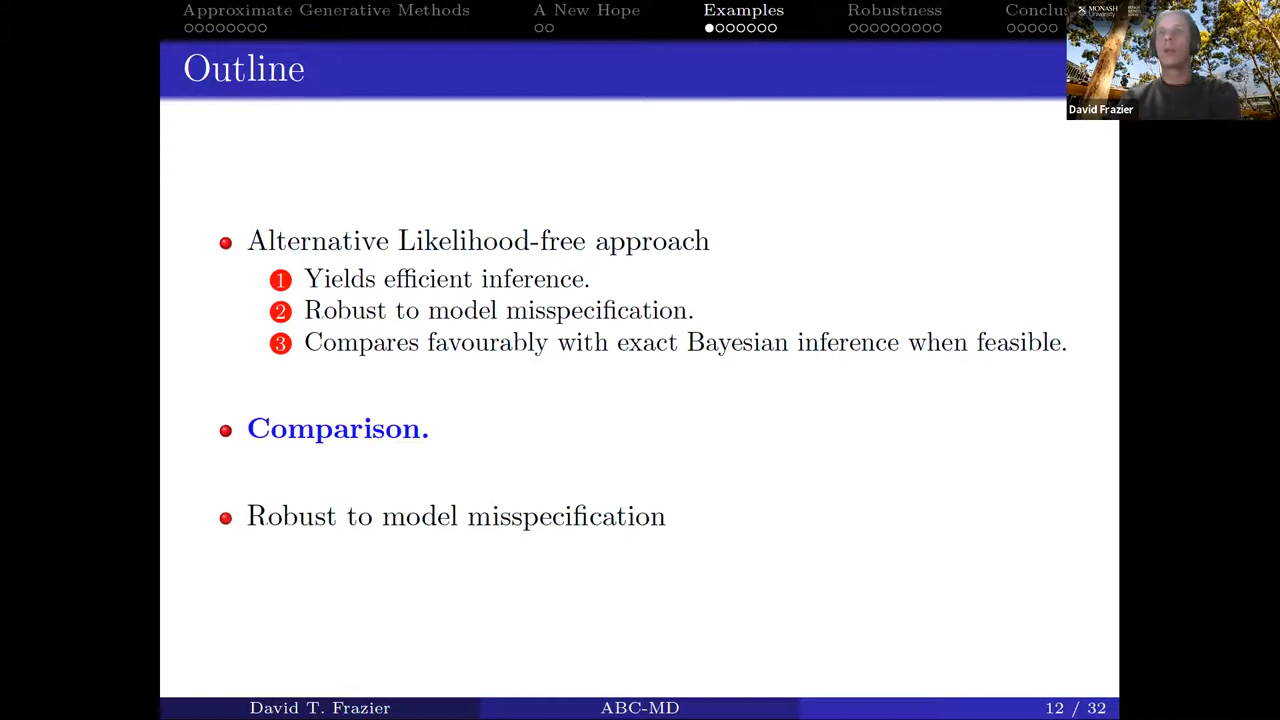 Approximate Generative Methods A New Hope Examples Robustness Conclus
MONASH University
Outline
David Frazier
Alternative Likelihood-free approach
1 Yields efficient inference.
2 Robust to model misspecification.
3 Compares favourably with exact Bayesian inference when feasible.
Comparison.
Robust to model misspecification
David T. Frazier ABC-MD 12 / 32